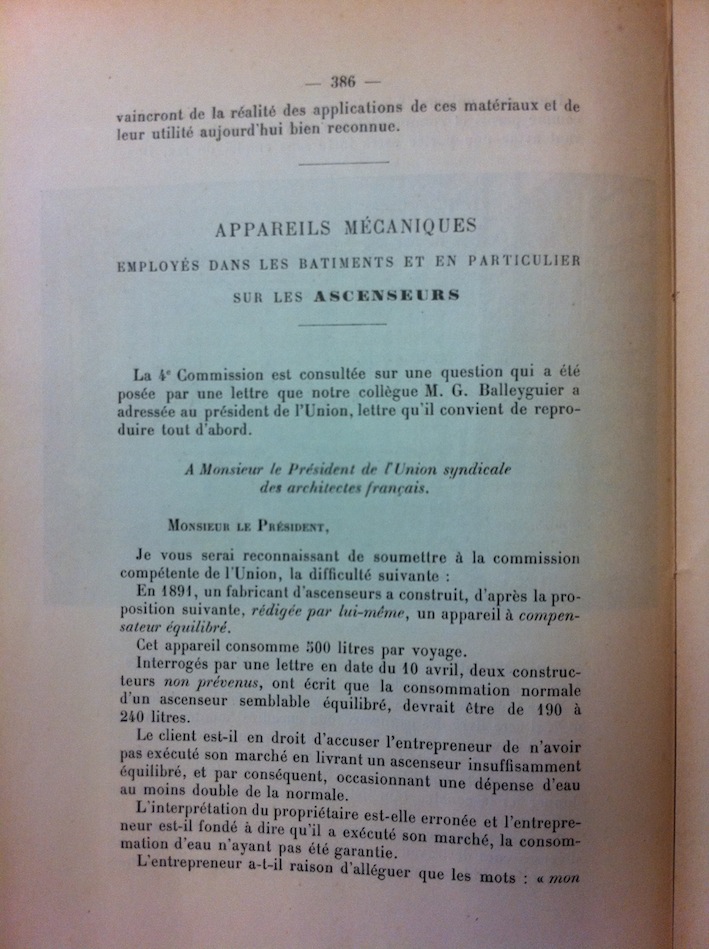 — 386 —
vaincront de la réalité des applications de ces matériaux et de
leur utilité aujourd'hui bien reconnue.
APPAREILS MÉCANIQUES
EMPLOYÉS DANS LES BATIMENTS ET EN PARTICULIER
SUR LES ASCENSEURS
La 4e Commission est consultée sur une question qui a été
posée par une lettre que notre collègue M. G. Balleyguier a
adressée au président de l'Union, lettre qu'il convient de repro-
duire tout d'abord.
A Monsieur le Président de l'Union syndicale
des architectes français.
MONSIEUR LE PRÉSIDENT,
Je vous serai reconnaissant de soumettre à la commission
compétente de l'Union, la difficulté suivante :
En 1891, un fabricant d'ascenseurs a construit, d'après la pro-
position suivante, rédigée par lui-même, un appareil à compen-
sateur équilibré.
Cet appareil consomme 500 litres par voyage.
Interrogés par une lettre en date du 10 avril, deux construc-
teurs non prévenus, ont écrit que la consommation normale
d'un ascenseur semblable équilibré, devrait être de 190 à
240 litres.
Le client est-il en droit d'accuser l'entrepreneur de n'avoir
pas exécuté son marché en livrant un ascenseur insuffisamment
équilibré, et par conséquent, occasionnant une dépense d'eau
au moins double de la normale.
L'interprétation du propriétaire est-elle erronée et l'entrepre-
neur est-il fondé à dire qu'il a exécuté son marché, la consom-
mation d'eau n'ayant pas été garantie.
L'entrepreneur a-t-il raison d'alléguer que les mots : « mon